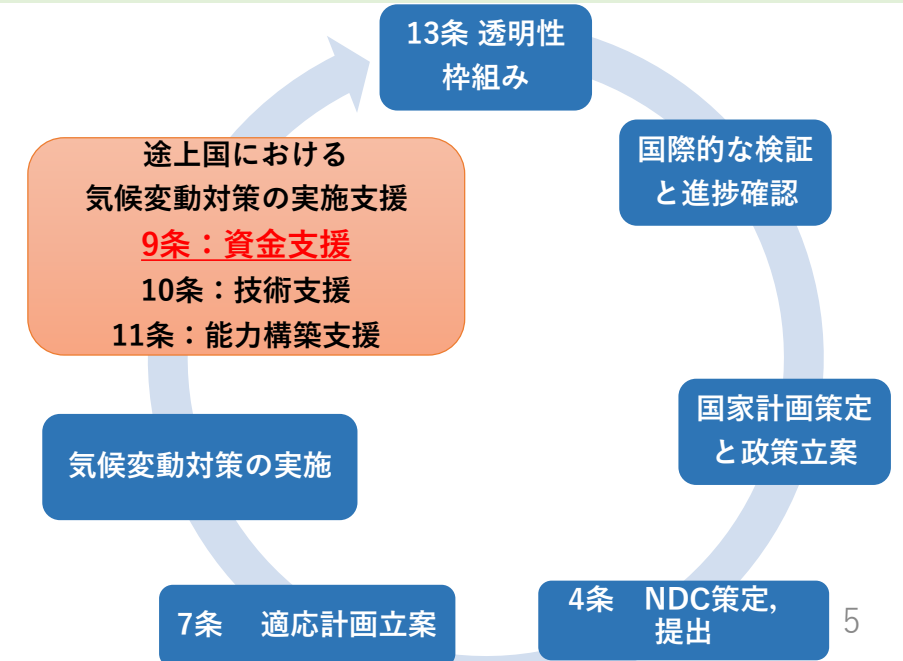 13条 透明性
枠組み
国際的な検証
と進捗確認
途上国における
気候変動対策の実施支援
9条：資金支援
10条：技術支援
11条：能力構築支援
国家計画策定
と政策立案
気候変動対策の実施
4条　NDC策定,
提出
7条　適応計画立案
5